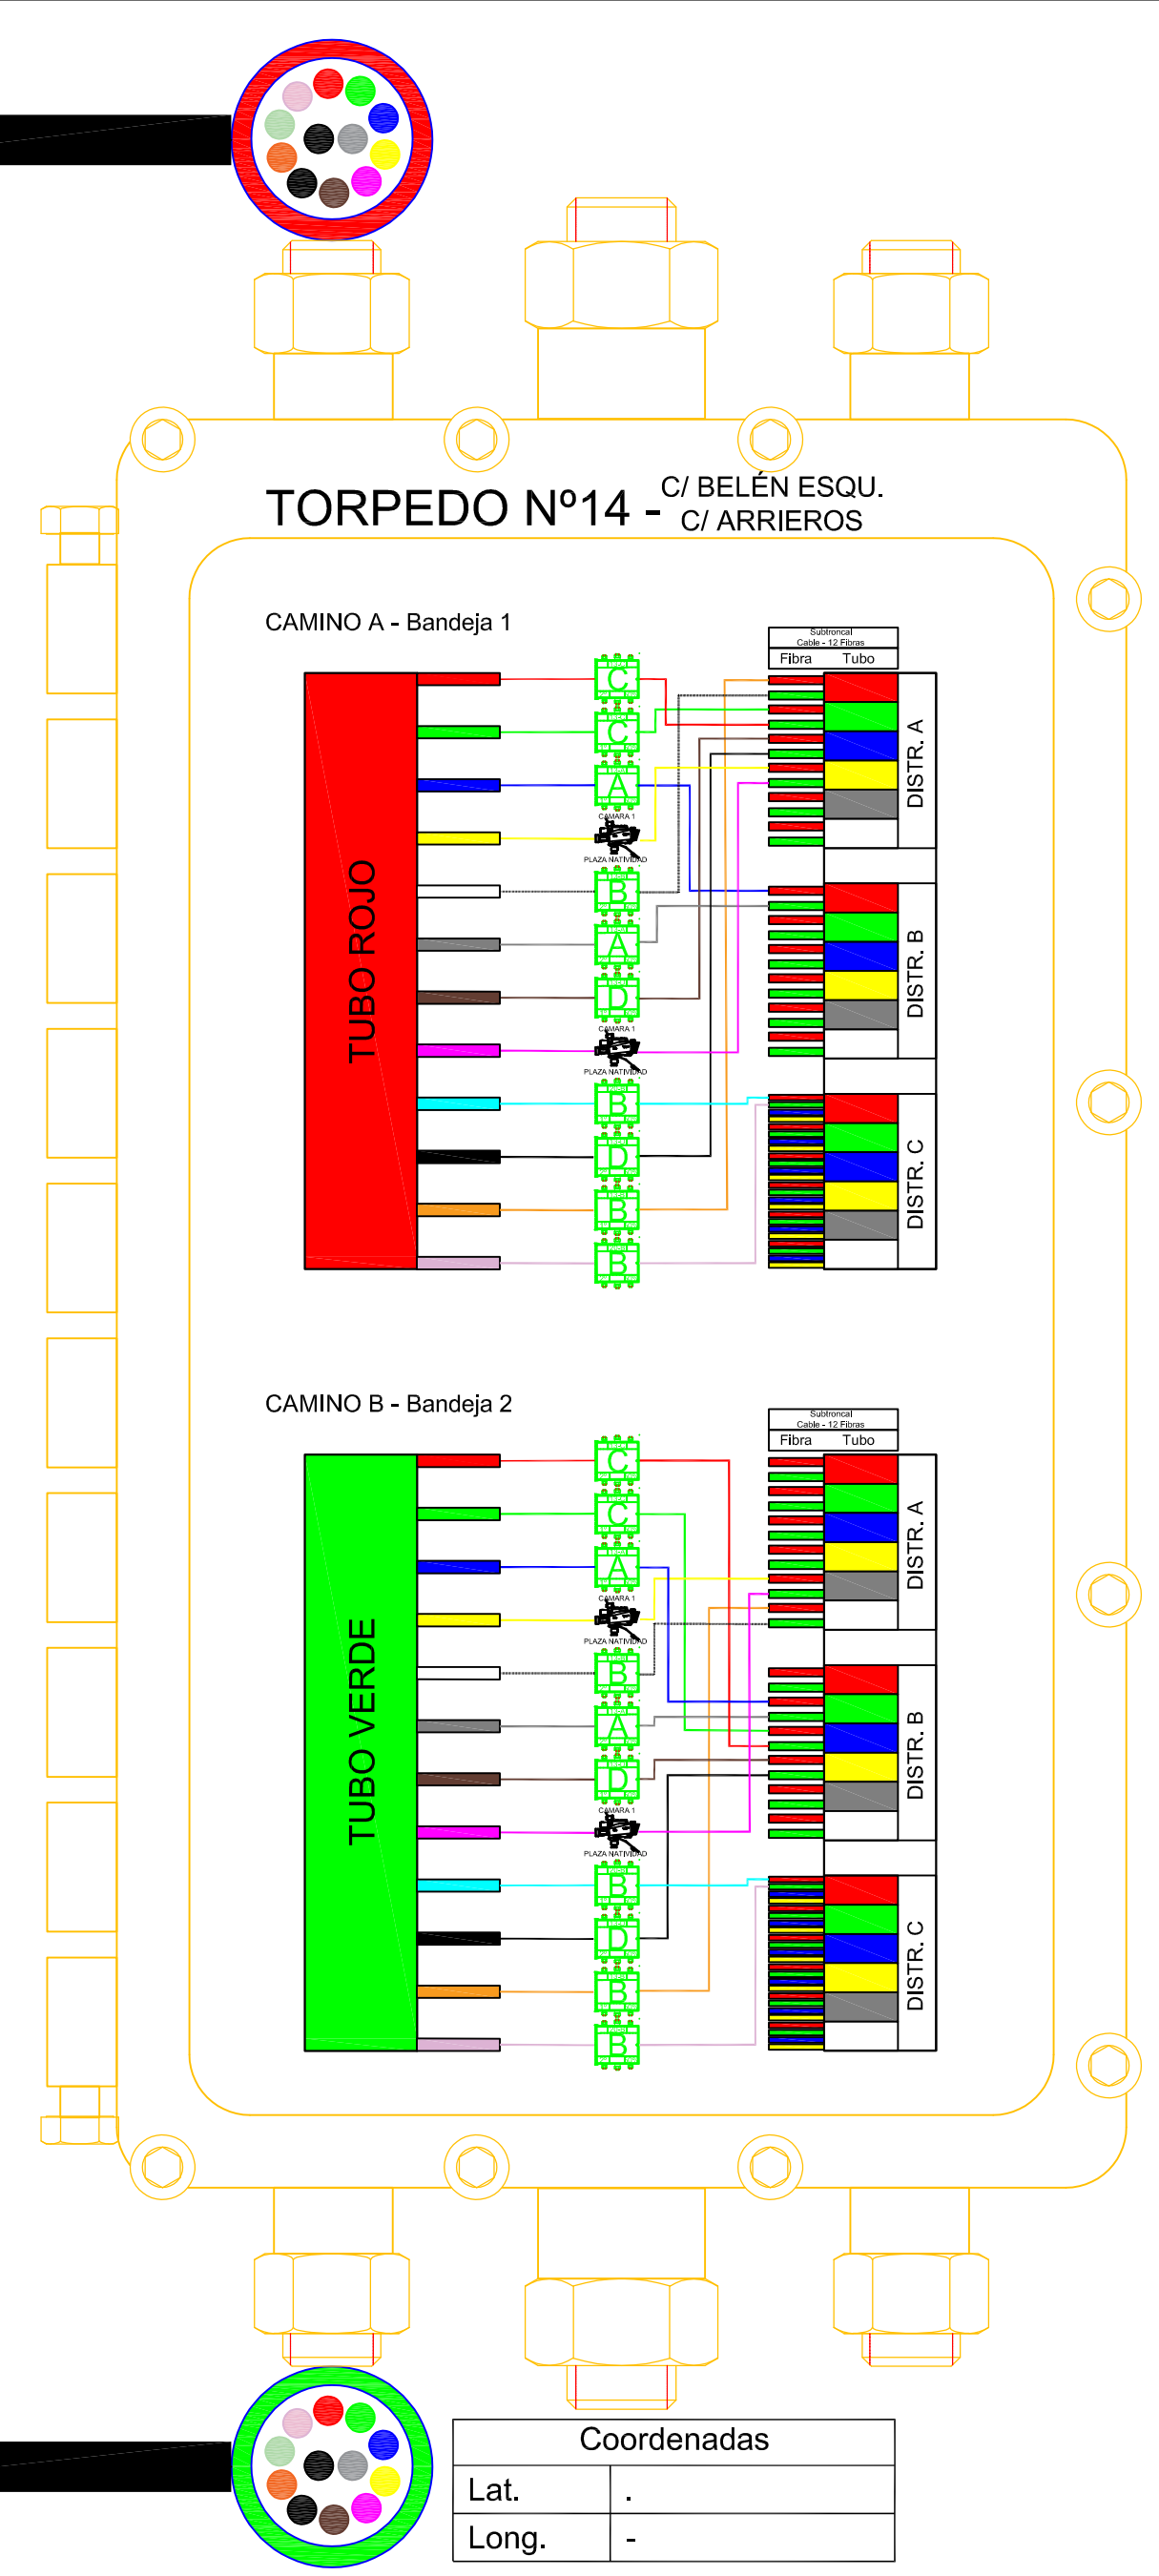 TORPEDO Nº14 - C/ BELÉN ESQU.
C/ ARRIEROS
CAMINO A - Bandeja 1
Subtroncal
Cable - 12 Fibras
Fibra Tubo
TUBO ROJO
C
C
A
CAMARA 1
PLAZA NATIVIDAD
B
A
D
CAMARA 1
PLAZA NATIVIDAD
B
D
B
B
DISTR. A
DISTR. B
DISTR. C
CAMINO B - Bandeja 2
Subtroncal
Cable - 12 Fibras
Fibra Tubo
TUBO VERDE
C
C
A
CAMARA 1
PLAZA NATIVIDAD
B
A
D
CAMARA 1
PLAZA NATIVIDAD
B
D
B
B
DISTR. A
DISTR. B
DISTR. C
Coordenadas
Lat. .
Long. -